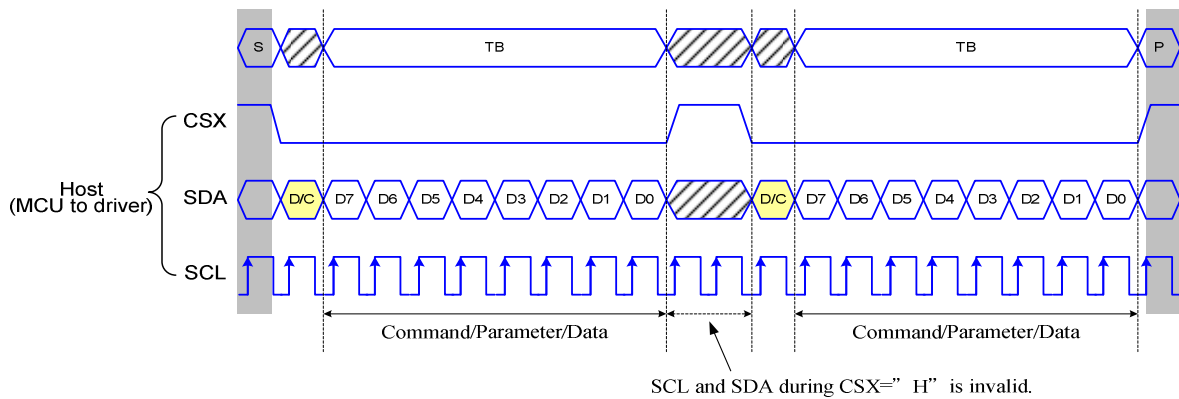 S TB TB P
CSX
Host
(MCU to driver)
SDA D/C D7 D6 D5 D4 D3 D2 D1 D0 D/C D7 D6 D5 D4 D3 D2 D1 D0
SCL
Command/Parameter/Data Command/Parameter/Data
SCL and SDA during CSX=” H” is invalid.